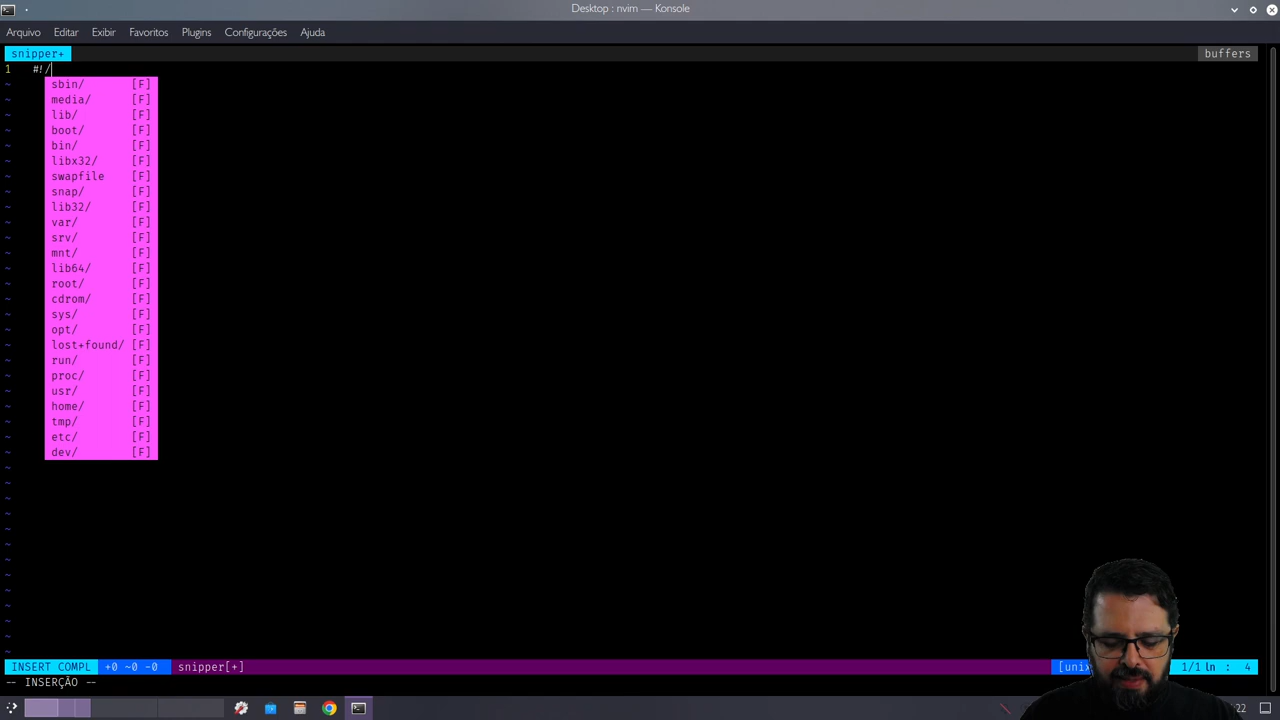 Desktop : nvim — Konsole
Arquivo Editar Exibir Favoritos Plugins Configurações Ajuda
snipper+ buffers
1 #!/
~ sbin/ [F]
~ media/ [F]
~ lib/ [F]
~ boot/ [F]
~ bin/ [F]
~ libx32/ [F]
~ swapfile [F]
~ snap/ [F]
~ lib32/ [F]
~ var/ [F]
~ srv/ [F]
~ mnt/ [F]
~ lib64/ [F]
~ root/ [F]
~ cdrom/ [F]
~ sys/ [F]
~ opt/ [F]
~ lost+found/ [F]
~ run/ [F]
~ proc/ [F]
~ usr/ [F]
~ home/ [F]
~ tmp/ [F]
~ etc/ [F]
~ dev/ [F]
~
~
~
~
~
~
~
~
~
~
~
~
INSERT COMPL +0 ~0 -0 snipper[+] [unix 1/1 ln : 4
-- INSERÇÃO --
:22